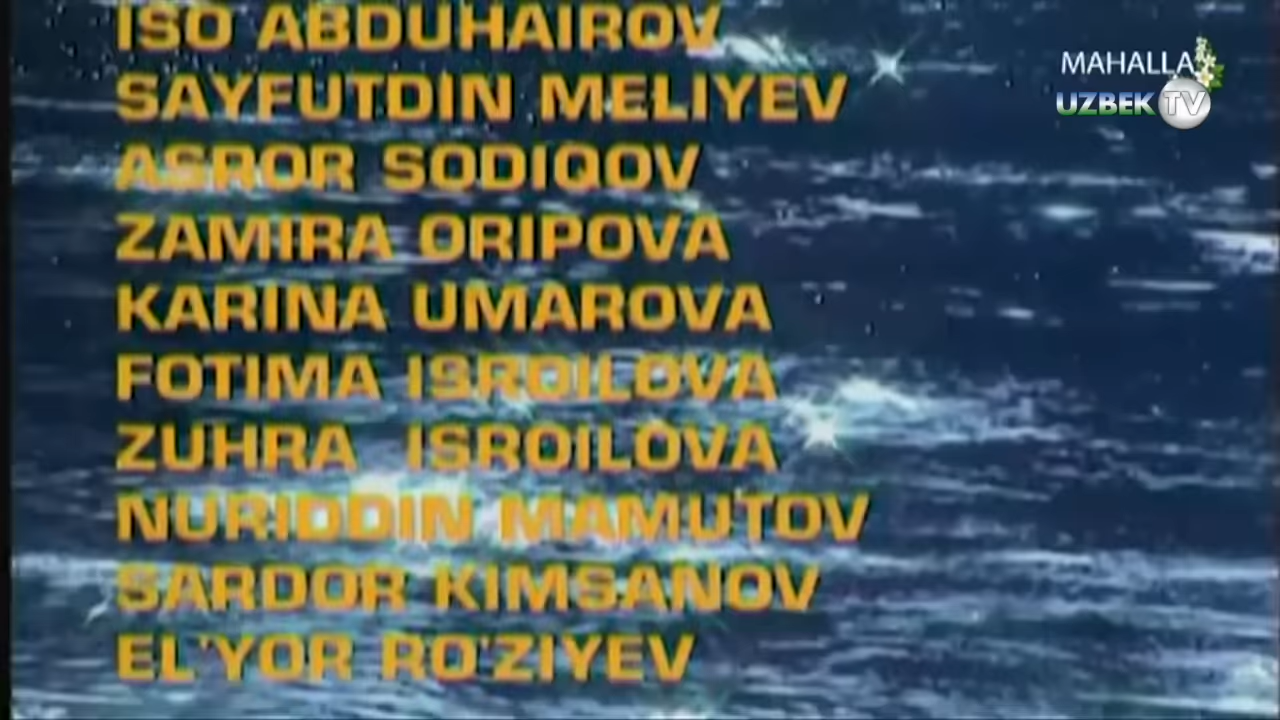 ISO ABDUHAIROV
SAYFUTDIN MELIYEV
ASROR SODIQOV
ZAMIRA ORIPOVA
KARINA UMAROVA
FOTIMA ISROILOVA
ZUHRA ISROILOVA
NURIDDIN MAMUTOV
SARDOR KIMSANOV
EL'YOR RO'ZIYEV
MAHALLA
UZBEK TV